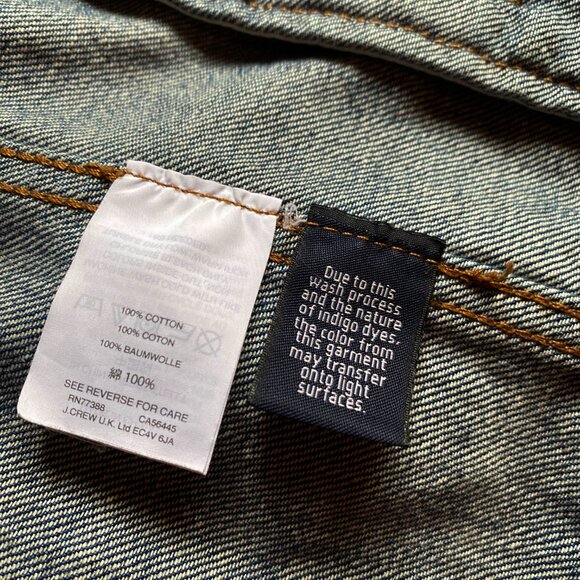 100% COTTON
100% COTON
100% BAUMWOLLE
綿 100%
SEE REVERSE FOR CARE
RN77388 CA56445
J.CREW U.K. Ltd EC4V 6JA
Due to this
wash process
and the nature
of indigo dyes,
the color from
this garment
may transfer
onto light
surfaces.